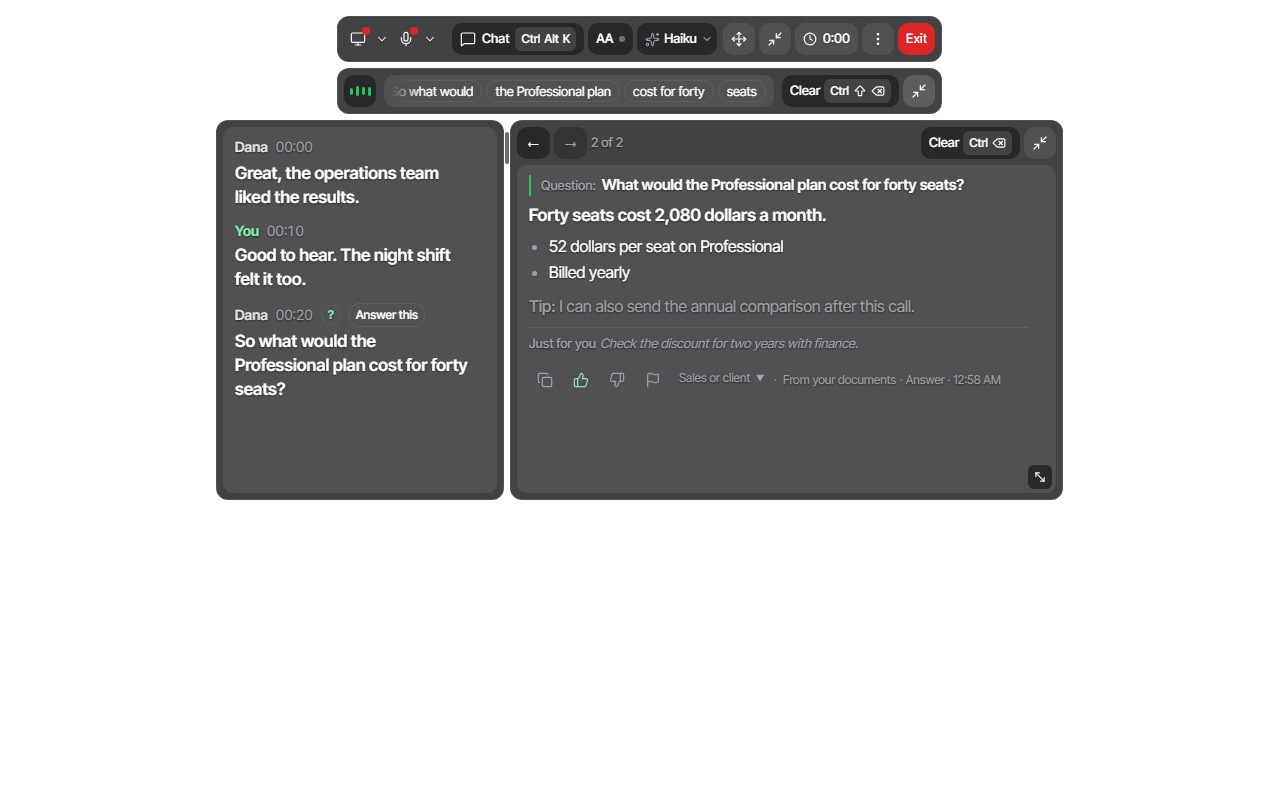 Chat Ctrl Alt K AA Haiku 0:00 Exit
So what would the Professional plan cost for forty seats Clear Ctrl
Dana 00:00
Great, the operations team
liked the results.
You 00:10
Good to hear. The night shift
felt it too.
Dana 00:20 ? Answer this
So what would the
Professional plan cost for forty
seats?
← → 2 of 2 Clear Ctrl
Question: What would the Professional plan cost for forty seats?
Forty seats cost 2,080 dollars a month.
• 52 dollars per seat on Professional
• Billed yearly
Tip: I can also send the annual comparison after this call.
Just for you Check the discount for two years with finance.
Sales or client ▼ · From your documents · Answer · 12:58 AM